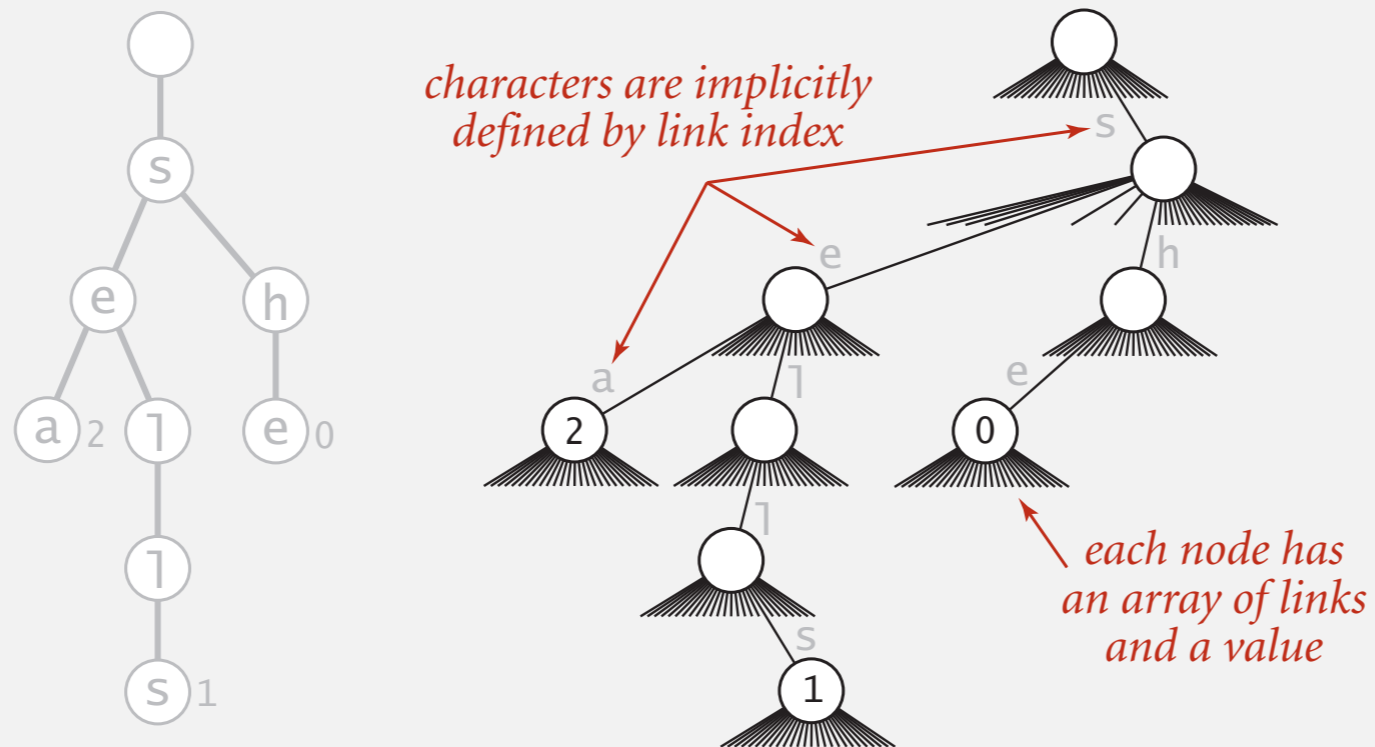 characters are implicitly
defined by link index
s
s
e
h
e
h
a
2
l
e
0
a
2
l
e
0
l
l
each node has
an array of links
and a value
s
1
s
1